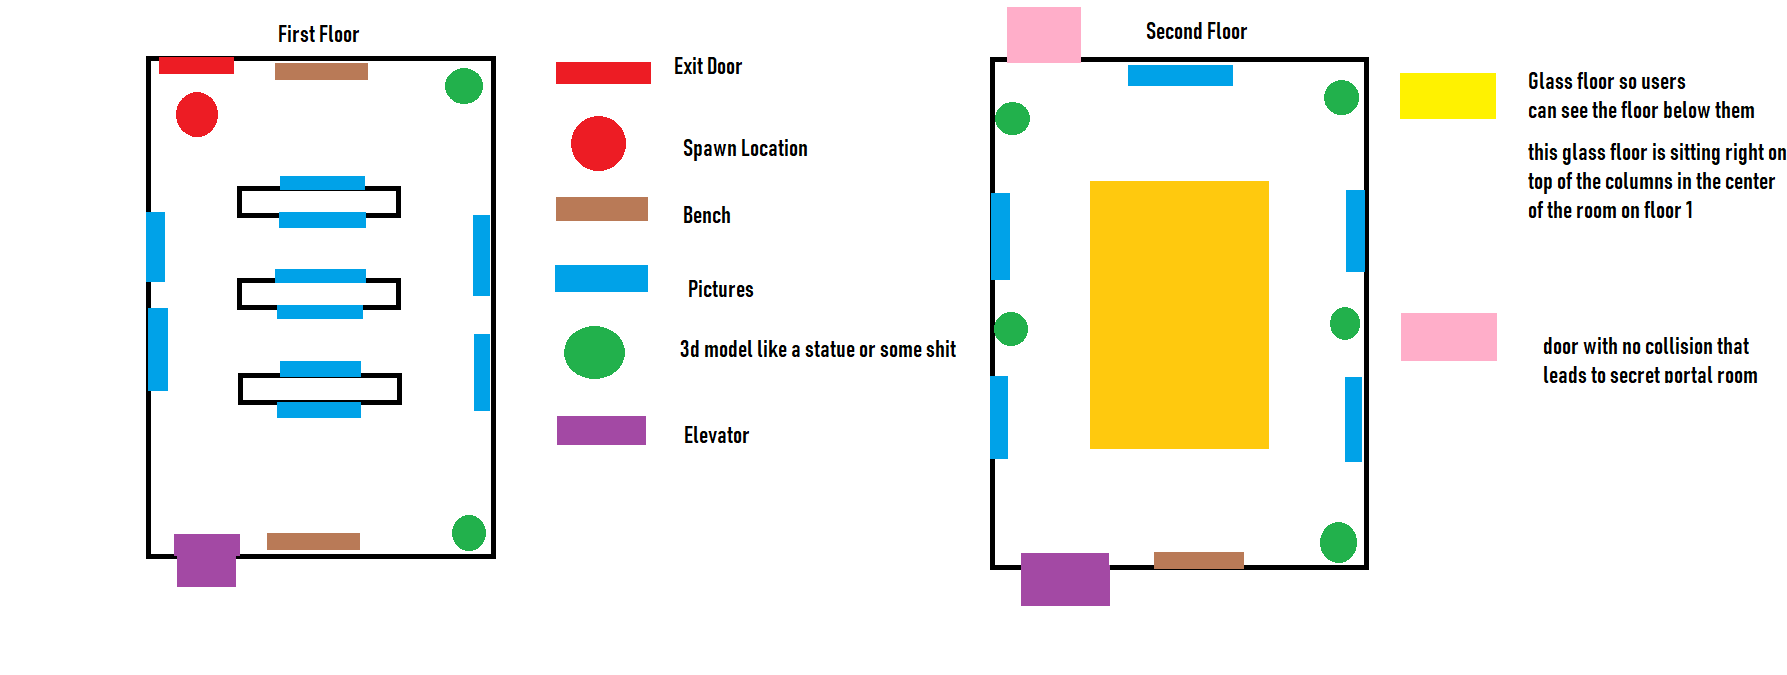 First Floor
Exit Door
Spawn Location
Bench
Pictures
3d model like a statue or some shit
Elevator
Second Floor
Glass floor so users
can see the floor below them
this glass floor is sitting right on
top of the columns in the center
of the room on floor 1
door with no collision that
leads to secret portal room